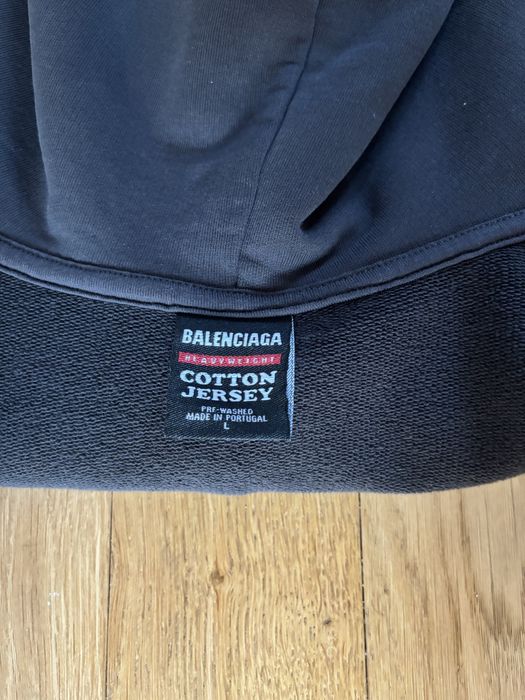 BALENCIAGA
HEAVYWEIGHT
COTTON
JERSEY
PRE-WASHED
MADE IN PORTUGAL
L